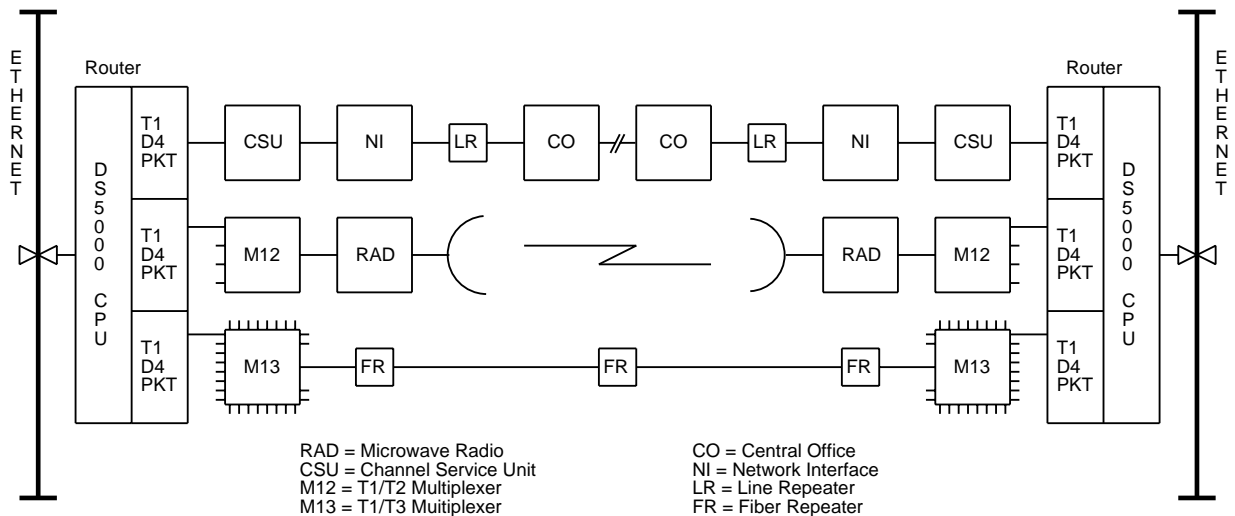 ETHERNET
Router
DS5000 CPU
T1
D4
PKT
T1
D4
PKT
T1
D4
PKT
CSU
NI
LR
CO
CO
LR
NI
CSU
M12
RAD
RAD
M12
M13
FR
FR
FR
M13
Router
T1
D4
PKT
T1
D4
PKT
T1
D4
PKT
DS5000 CPU
ETHERNET
RAD = Microwave Radio
CSU = Channel Service Unit
M12 = T1/T2 Multiplexer
M13 = T1/T3 Muitiplexer
CO = Central Office
NI = Network Interface
LR = Line Repeater
FR = Fiber Repeater